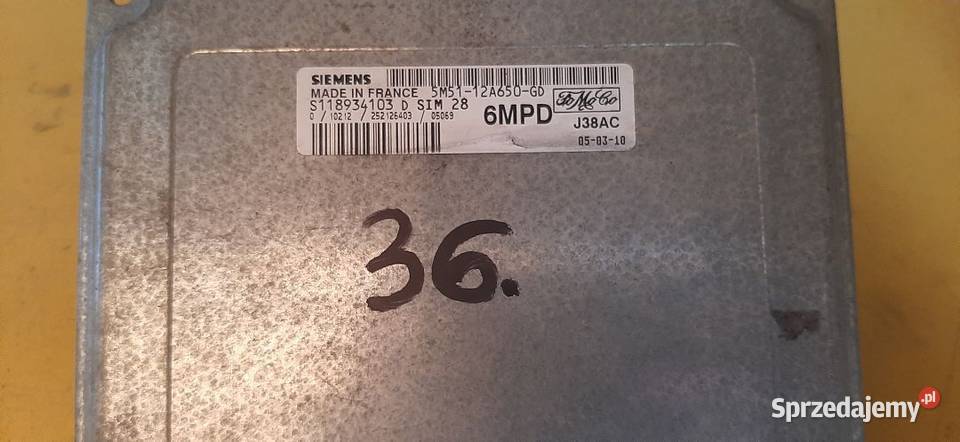 SIEMENS
MADE IN FRANCE 5M51-12A650-GD
S118934103 D SIM 28
0 / 10212 / 252126403 / 05069
6MPD
FoMoCo
J38AC
05-03-10
36.
Sprzedajemy.pl